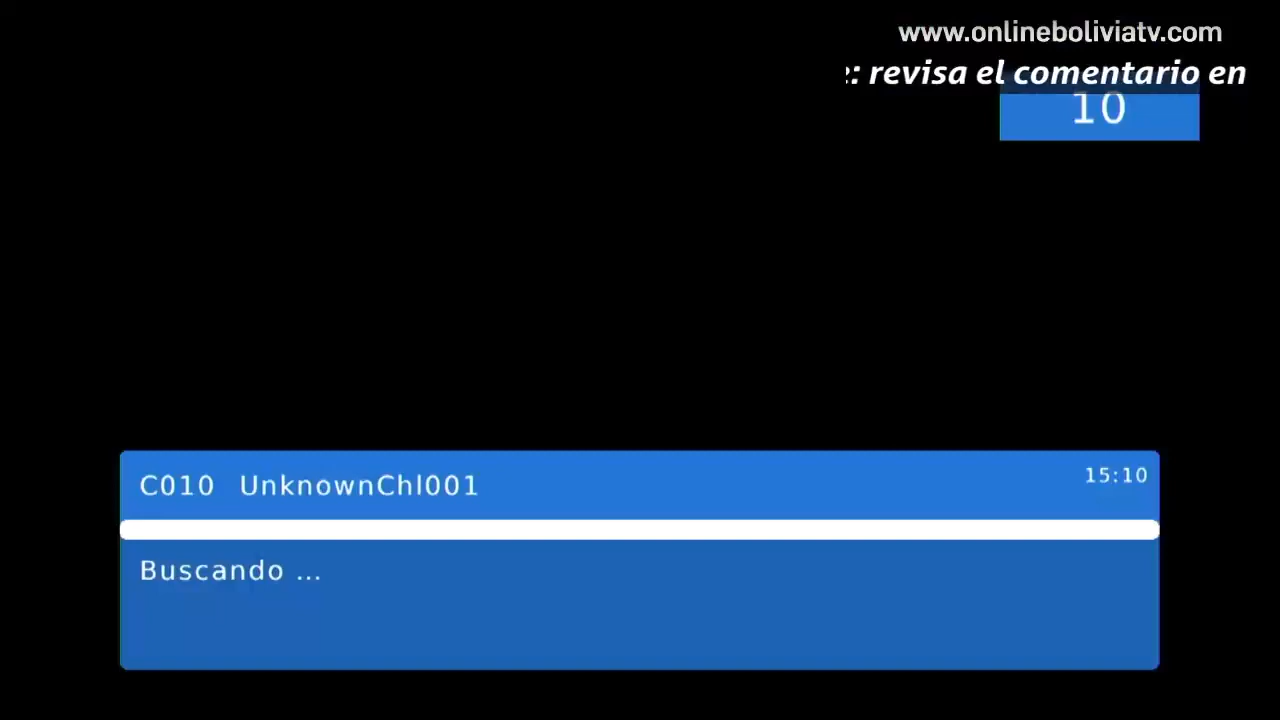 www.onlineboliviatv.com
: revisa el comentario en
10
C010 UnknownChl001
15:10
Buscando ...